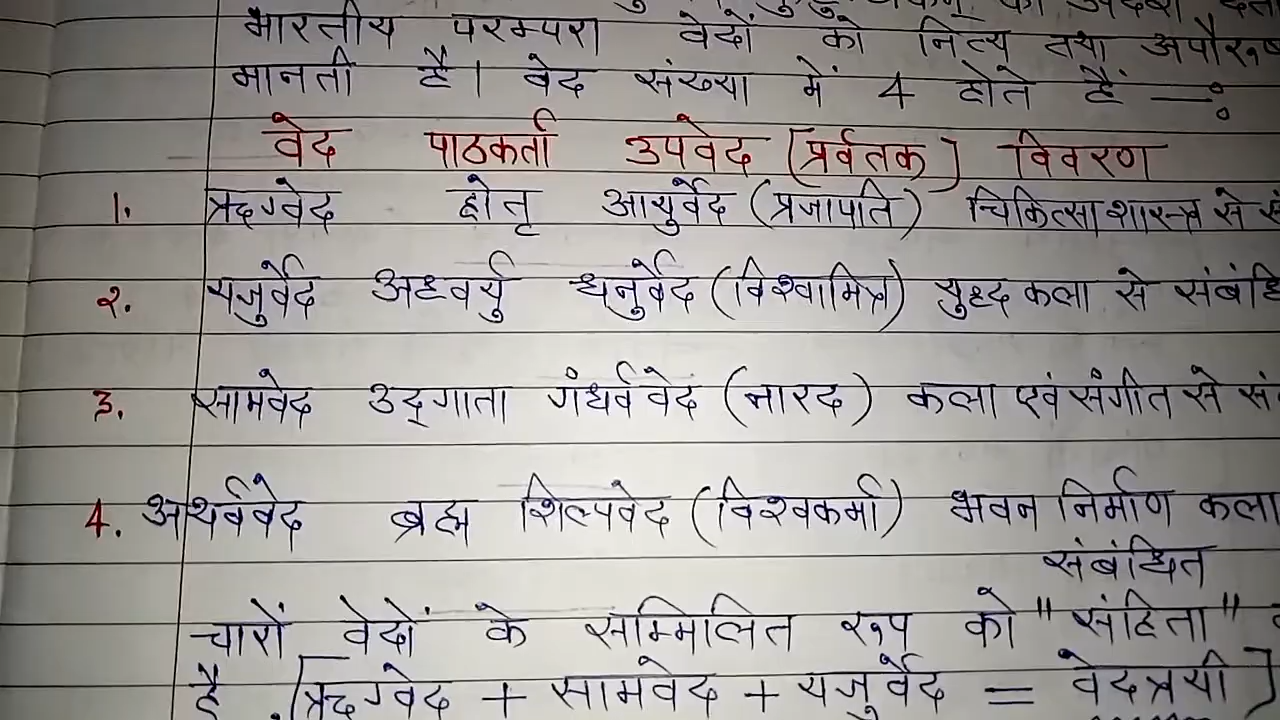 का उपदेश
भारतीय परम्परा वेदों को नित्य तथा
मानती है। वेद संख्या में 4 होते हैं —:
वेद पाठकर्ता उपवेद [प्रर्वतक] विवरण
1. ऋग्वेद होतृ आयुर्वेद (प्रजापति) चिकित्सा शास्त्र से
२. यजुर्वेद अध्वर्यु धनुर्वेद (विश्वामित्र) युध्द कला से
3. सामवेद उद्गाता गंधर्ववेद (नारद) कला एवं संगीत से
4. अथर्ववेद ब्रह्म शिल्पवेद (विश्वकर्मा) भवन निर्माण कला
संबंधित
चारों वेदों के सम्मिलित रूप को "संहिता"
है. [ऋग्वेद + सामवेद + यजुर्वेद = वेदत्रयी]